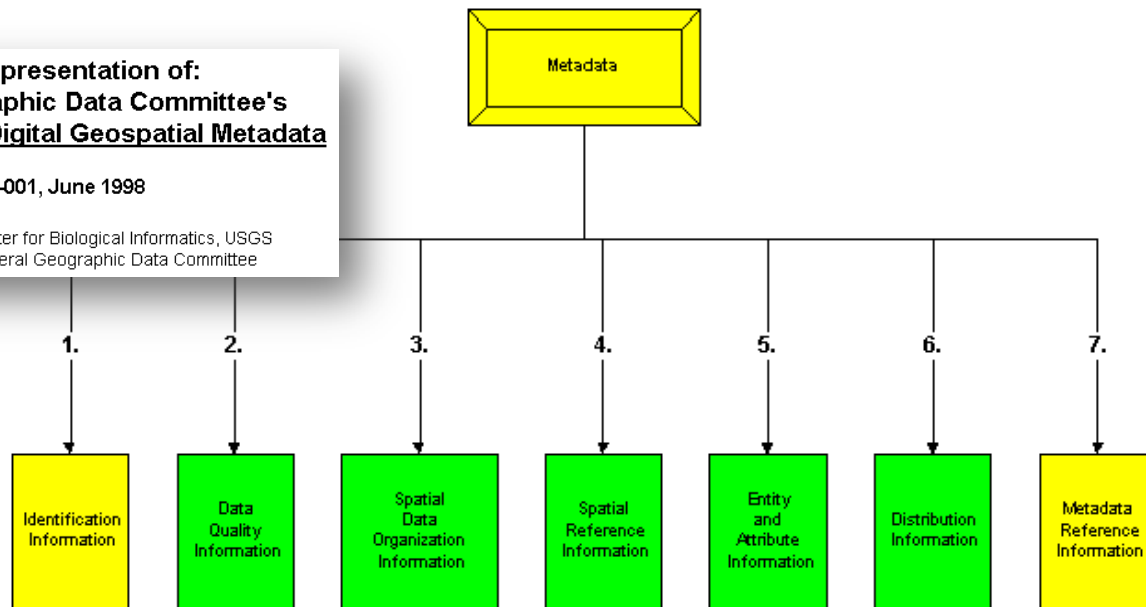 Metadata
presentation of:
aphic Data Committee's
Digital Geospatial Metadata
-001, June 1998
ter for Biological Informatics, USGS
eral Geographic Data Committee
1.
2.
3.
4.
5.
6.
7.
Identification
Information
Data
Quality
Information
Spatial
Data
Organization
Information
Spatial
Reference
Information
Entity
and
Attribute
Information
Distribution
Information
Metadata
Reference
Information